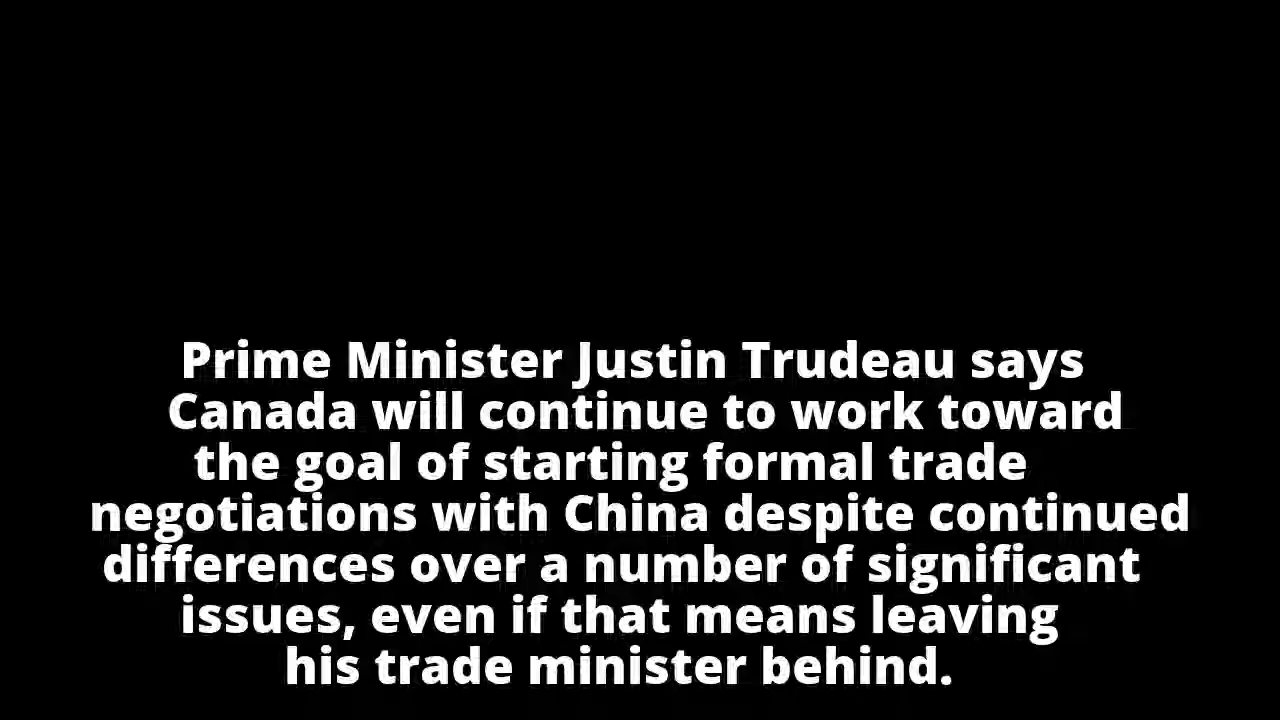 Prime Minister Justin Trudeau says
Canada will continue to work toward
the goal of starting formal trade
negotiations with China despite continued
differences over a number of significant
issues, even if that means leaving
his trade minister behind.